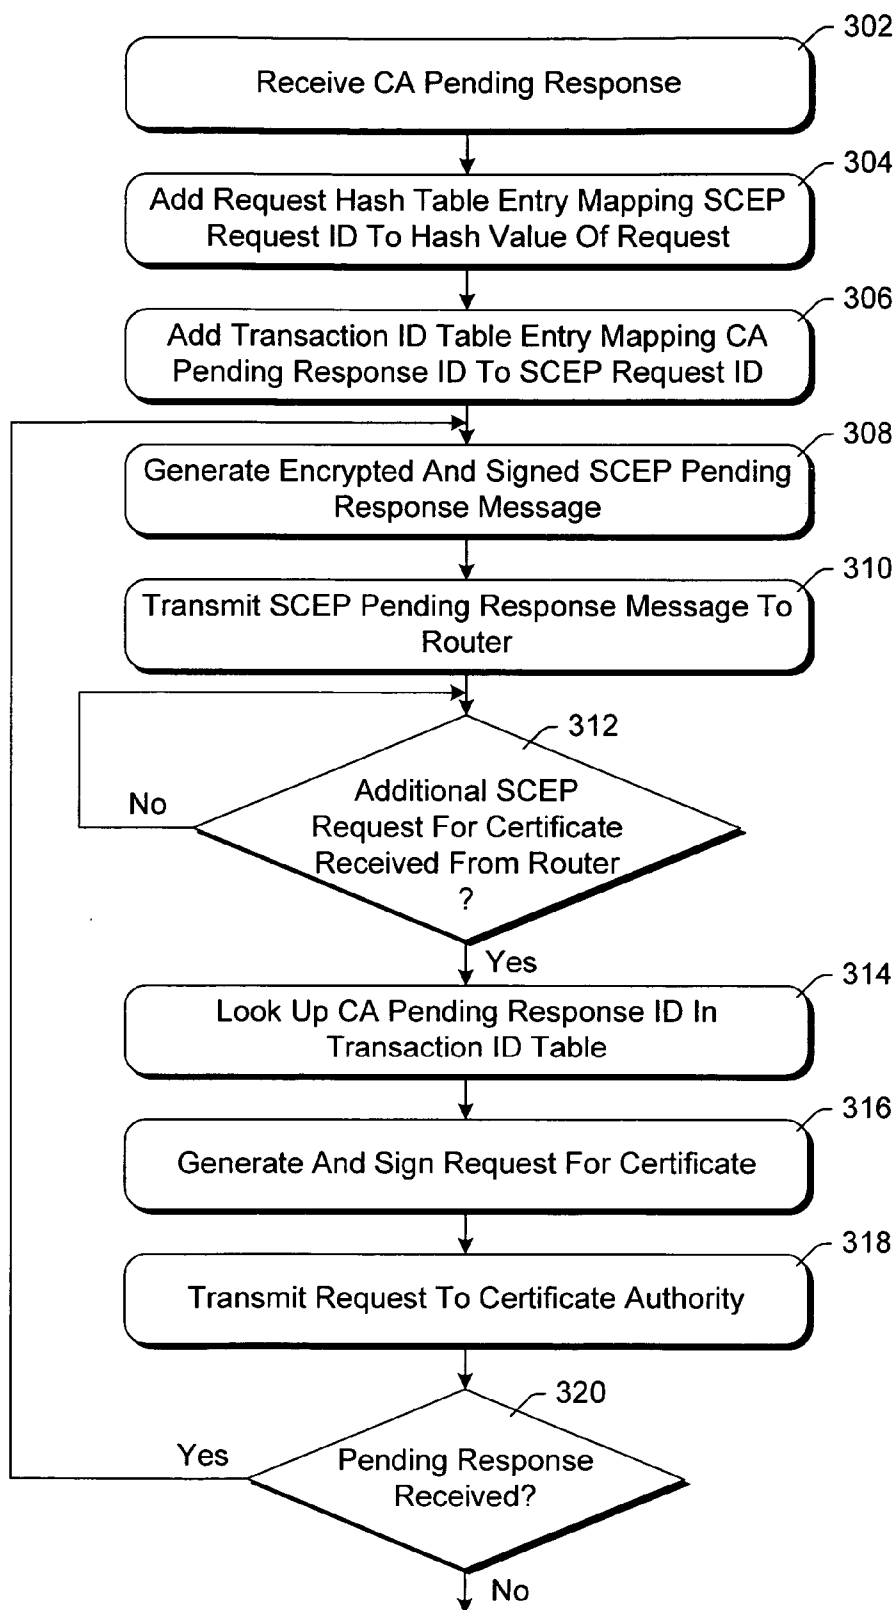 302
Receive CA Pending Response
304
Add Request Hash Table Entry Mapping SCEP
Request ID To Hash Value Of Request
306
Add Transaction ID Table Entry Mapping CA
Pending Response ID To SCEP Request ID
308
Generate Encrypted And Signed SCEP Pending
Response Message
310
Transmit SCEP Pending Response Message To
Router
312
No
Additional SCEP
Request For Certificate
Received From Router
?
Yes
314
Look Up CA Pending Response ID In
Transaction ID Table
316
Generate And Sign Request For Certificate
318
Transmit Request To Certificate Authority
320
Yes
Pending Response
Received?
No